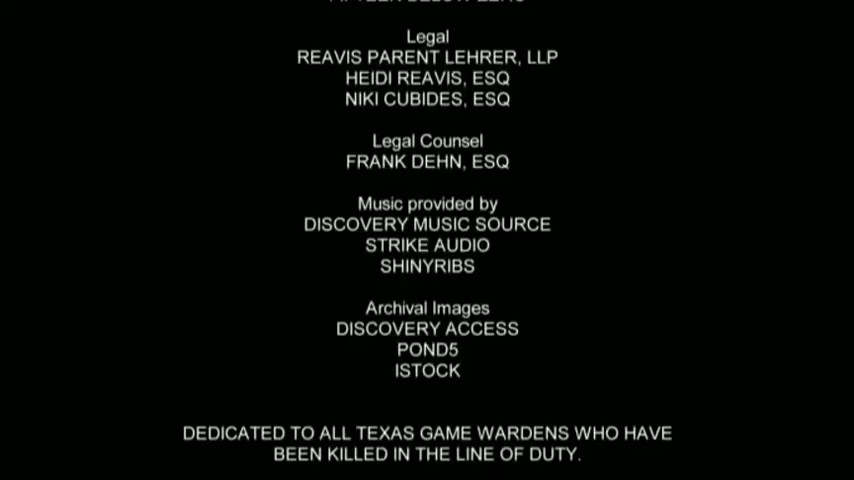 Legal
REAVIS PARENT LEHRER, LLP
HEIDI REAVIS, ESQ
NIKI CUBIDES, ESQ
Legal Counsel
FRANK DEHN, ESQ
Music provided by
DISCOVERY MUSIC SOURCE
STRIKE AUDIO
SHINYRIBS
Archival Images
DISCOVERY ACCESS
POND5
ISTOCK
DEDICATED TO ALL TEXAS GAME WARDENS WHO HAVE
BEEN KILLED IN THE LINE OF DUTY.